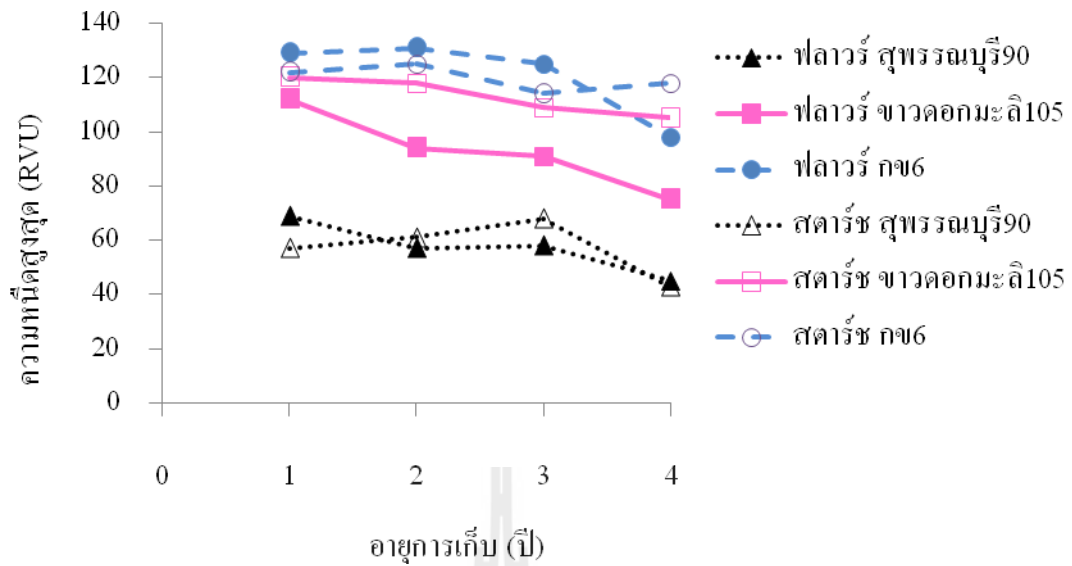 140
120
100
80
60
40
20
0
ความหนืดสูงสุด (RVU)
0 1 2 3 4
อายุการเก็บ (ปี)
ฟลาวร์ สุพรรณบุรี90
ฟลาวร์ ขาวดอกมะลิ105
ฟลาวร์ กข6
สตาร์ช สุพรรณบุรี90
สตาร์ช ขาวดอกมะลิ105
สตาร์ช กข6